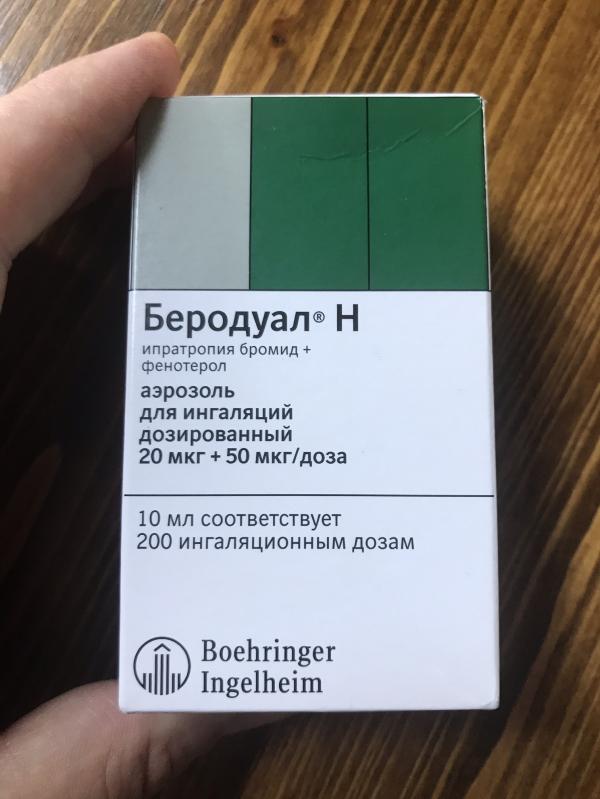 Беродуал® Н
ипратропия бромид +
фенотерол
аэрозоль
для ингаляций
дозированный
20 мкг + 50 мкг/доза
10 мл соответствует
200 ингаляционным дозам
Boehringer
Ingelheim